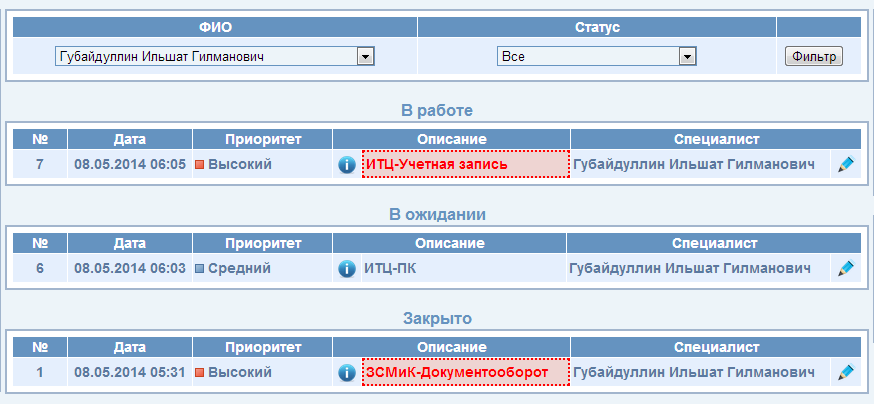 ФИО Статус
Губайдуллин Ильшат Гилманович Все Фильтр
В работе
№ Дата Приоритет Описание Специалист
7 08.05.2014 06:05 Высокий ИТЦ-Учетная запись Губайдуллин Ильшат Гилманович
В ожидании
№ Дата Приоритет Описание Специалист
6 08.05.2014 06:03 Средний ИТЦ-ПК Губайдуллин Ильшат Гилманович
Закрыто
№ Дата Приоритет Описание Специалист
1 08.05.2014 05:31 Высокий ЗСМиК-Документооборот Губайдуллин Ильшат Гилманович